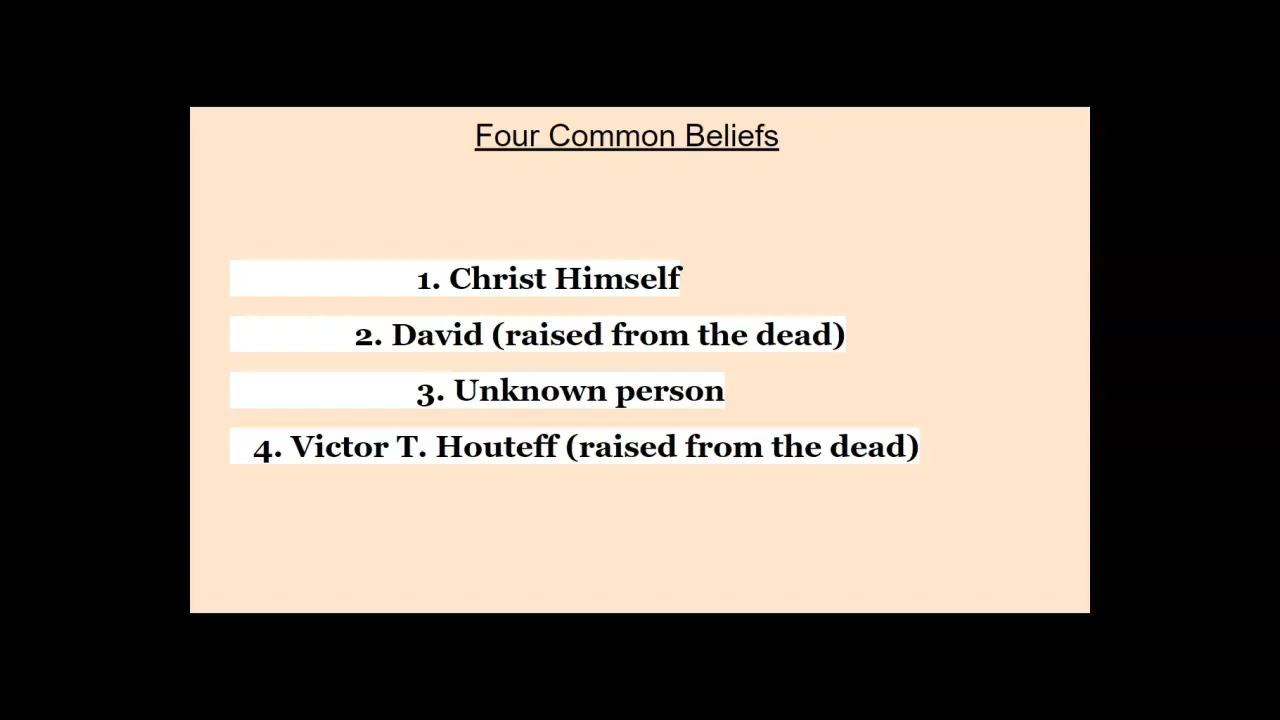 Four Common Beliefs
1. Christ Himself
2. David (raised from the dead)
3. Unknown person
4. Victor T. Houteff (raised from the dead)